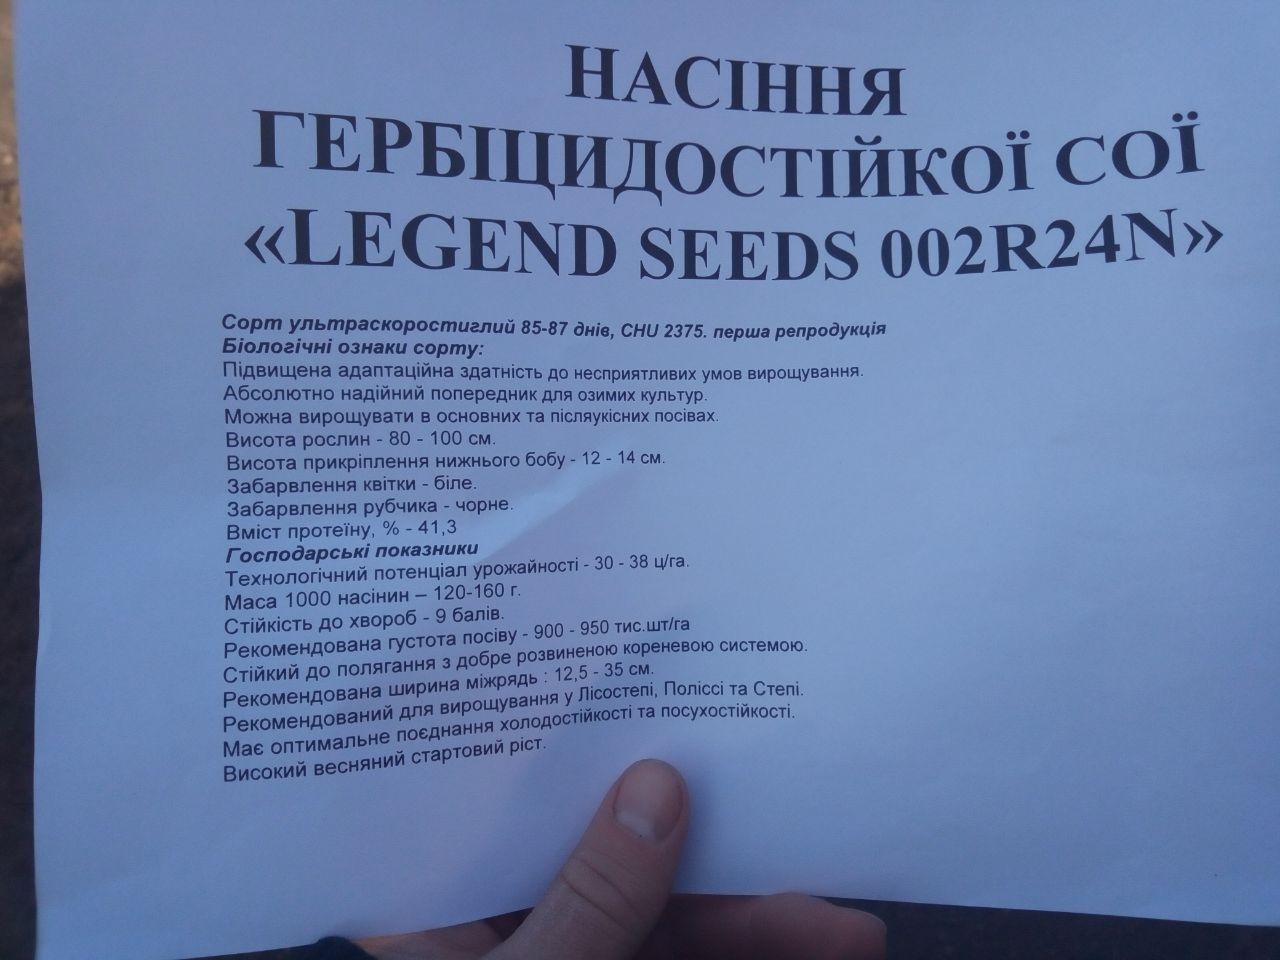 НАСІННЯ
ГЕРБІЦИДОСТІЙКОЇ СОЇ
«LEGEND SEEDS 002R24N»
Сорт ультраскоростиглий 85-87 днів, CHU 2375. перша репродукція
Біологічні ознаки сорту:
Підвищена адаптаційна здатність до несприятливих умов вирощування.
Абсолютно надійний попередник для озимих культур.
Можна вирощувати в основних та післяукісних посівах.
Висота рослин - 80 - 100 см.
Висота прикріплення нижнього бобу - 12 - 14 см.
Забарвлення квітки - біле.
Забарвлення рубчика - чорне.
Вміст протеїну, % - 41,3
Господарські показники
Технологічний потенціал урожайності - 30 - 38 ц/га.
Маса 1000 насінин – 120-160 г.
Стійкість до хвороб - 9 балів.
Рекомендована густота посіву - 900 - 950 тис.шт/га
Стійкий до полягання з добре розвиненою кореневою системою.
Рекомендована ширина міжрядь : 12,5 - 35 см.
Рекомендований для вирощування у Лісостепі, Поліссі та Степі.
Має оптимальне поєднання холодостійкості та посухостійкості.
Високий весняний стартовий ріст.